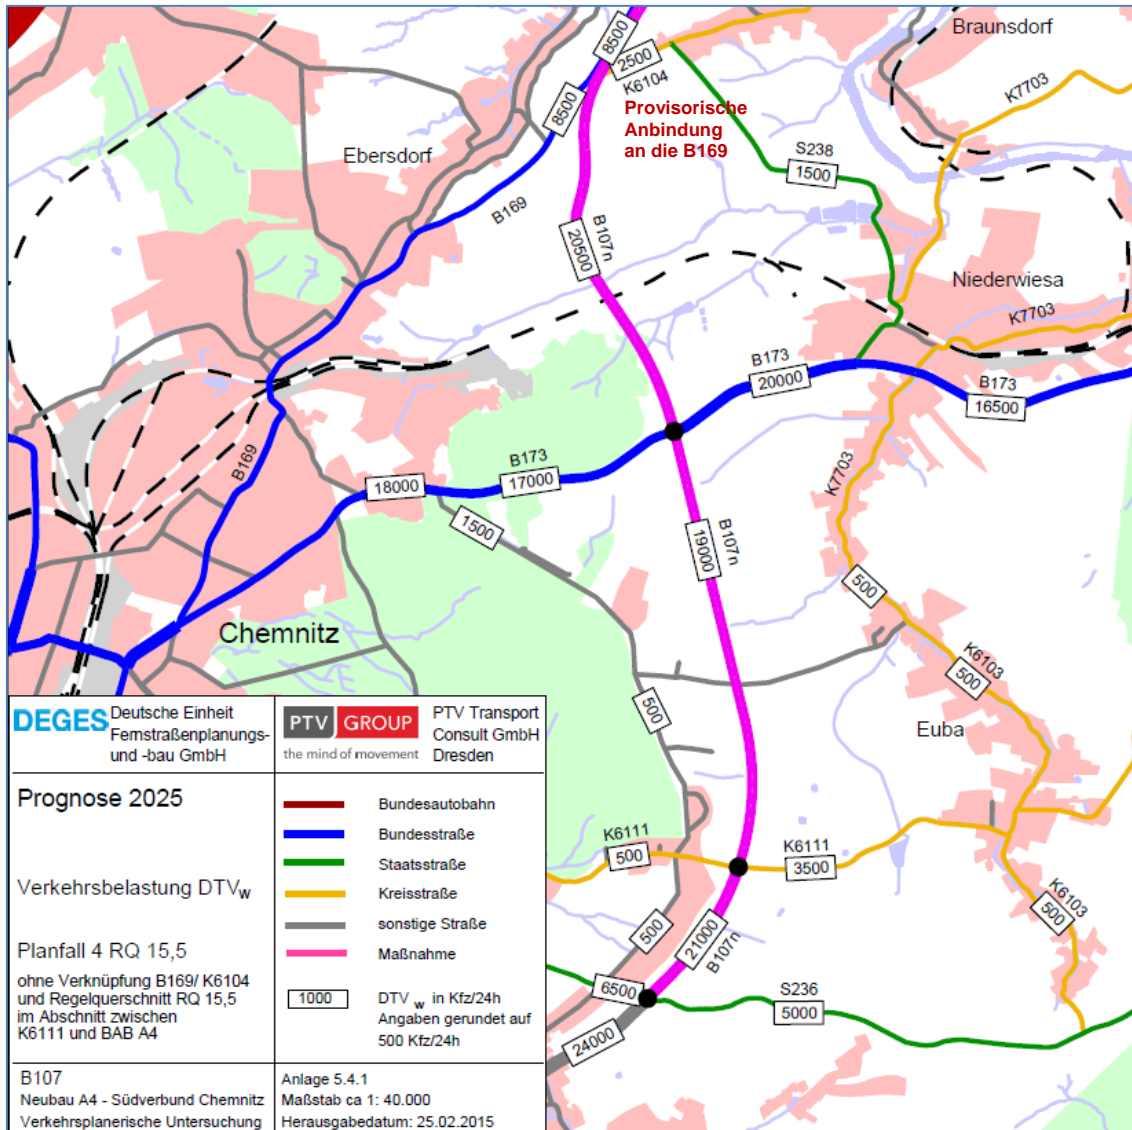 Braunsdorf
8500
2500
K6104
K7703
8500
Provisorische
Anbindung
an die B169
Ebersdorf
S238
1500
B169
B107n
20500
Niederwiesa
K7703
B173
20000
B173
16500
B169
B173
18000
17000
K7703
1500
B107n
19000
500
Chemnitz
K6103
500
500
Euba
K6111
500
K6111
3500
K6103
500
500
21000
B107n
6500
S236
5000
24000
DEGES
Deutsche Einheit
Fernstraßenplanungs-
und -bau GmbH
PTV GROUP
the mind of movement
PTV Transport
Consult GmbH
Dresden
Prognose 2025
Verkehrsbelastung DTVw
Planfall 4 RQ 15,5
ohne Verknüpfung B169/ K6104
und Regelquerschnitt RQ 15,5
im Abschnitt zwischen
K6111 und BAB A4
Bundesautobahn
Bundesstraße
Staatsstraße
Kreisstraße
sonstige Straße
Maßnahme
1000
DTV w in Kfz/24h
Angaben gerundet auf
500 Kfz/24h
B107
Neubau A4 - Südverbund Chemnitz
Verkehrsplanerische Untersuchung
Anlage 5.4.1
Maßstab ca 1: 40.000
Herausgabedatum: 25.02.2015